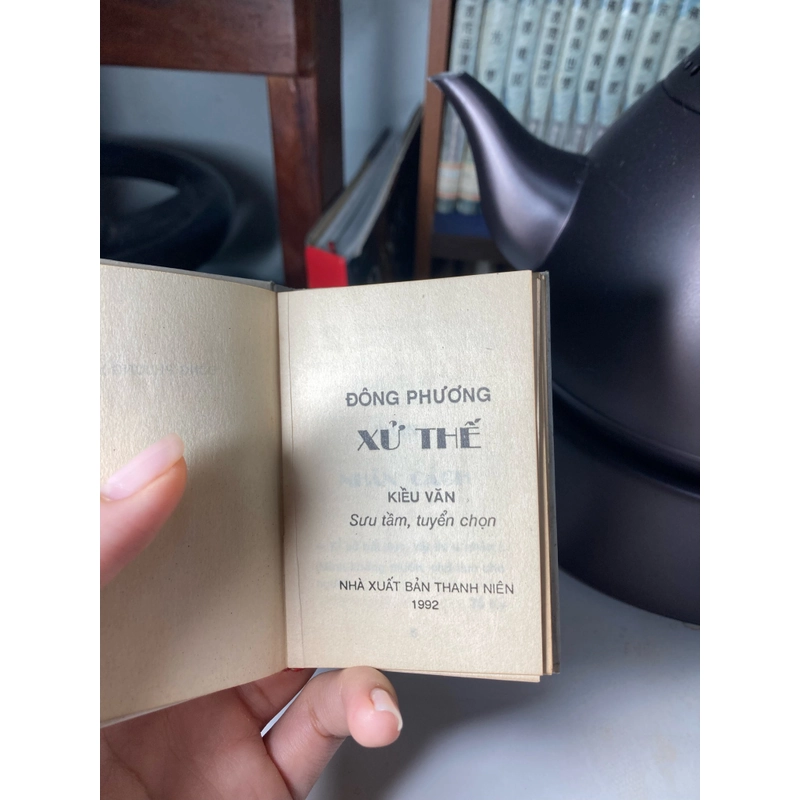 ĐÔNG PHƯƠNG
XỬ THẾ
KIỀU VĂN
Sưu tầm, tuyển chọn
NHÀ XUẤT BẢN THANH NIÊN
1992